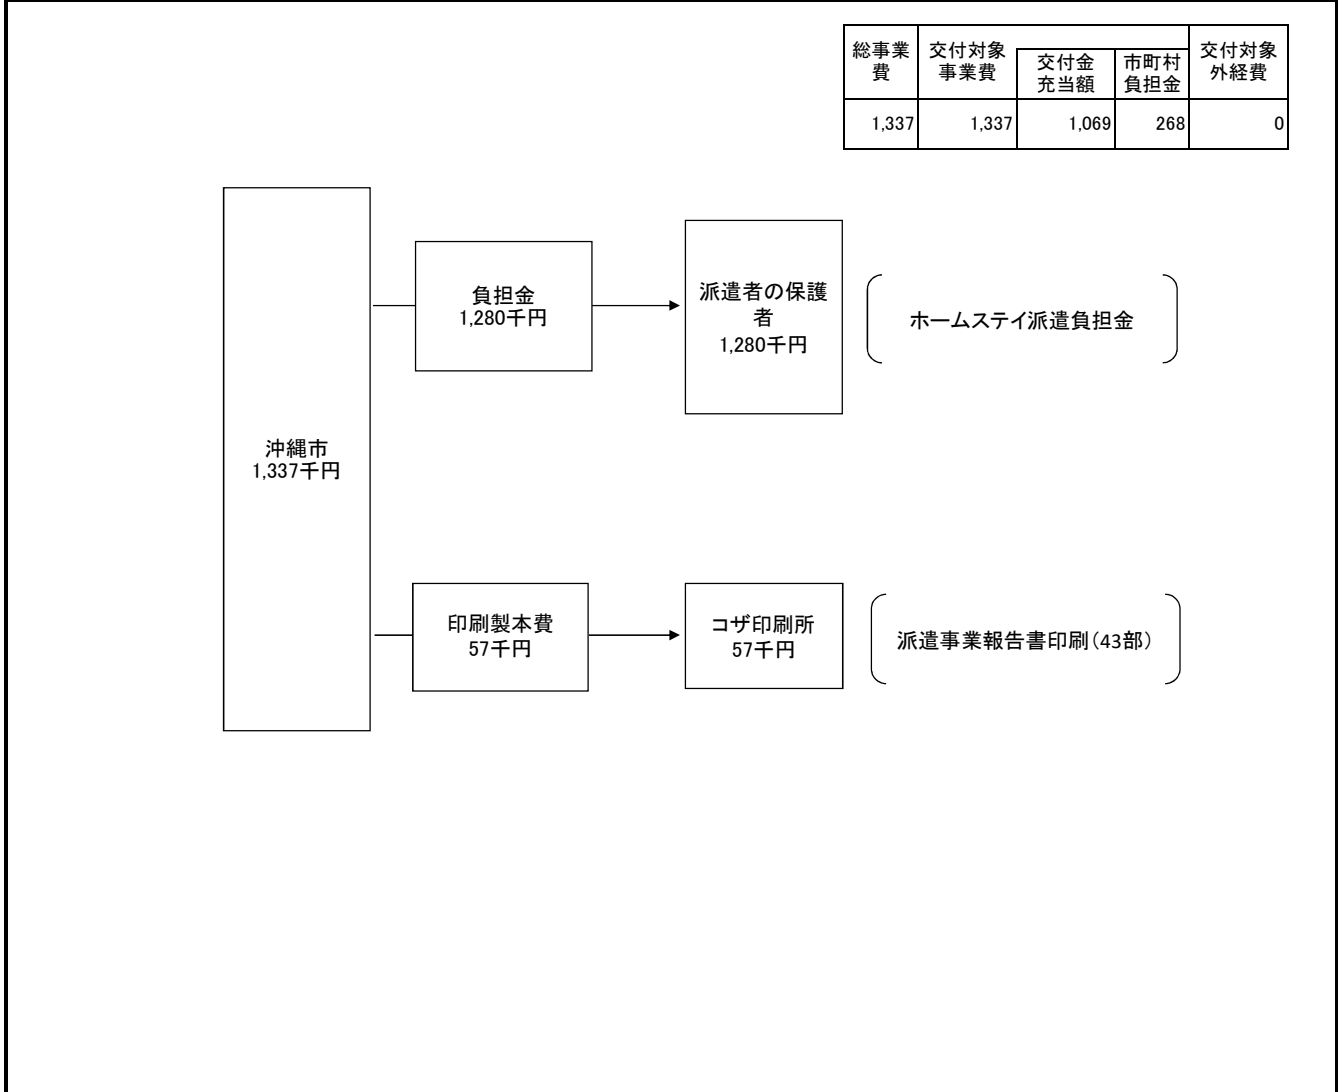 総事業
費
交付対象
事業費
交付金
充当額
市町村
負担金
交付対象
外経費
1,337
1,337
1,069
268
0
沖縄市
1,337千円
負担金
1,280千円
派遣者の保護
者
1,280千円
ホームステイ派遣負担金
印刷製本費
57千円
コザ印刷所
57千円
派遣事業報告書印刷(43部)